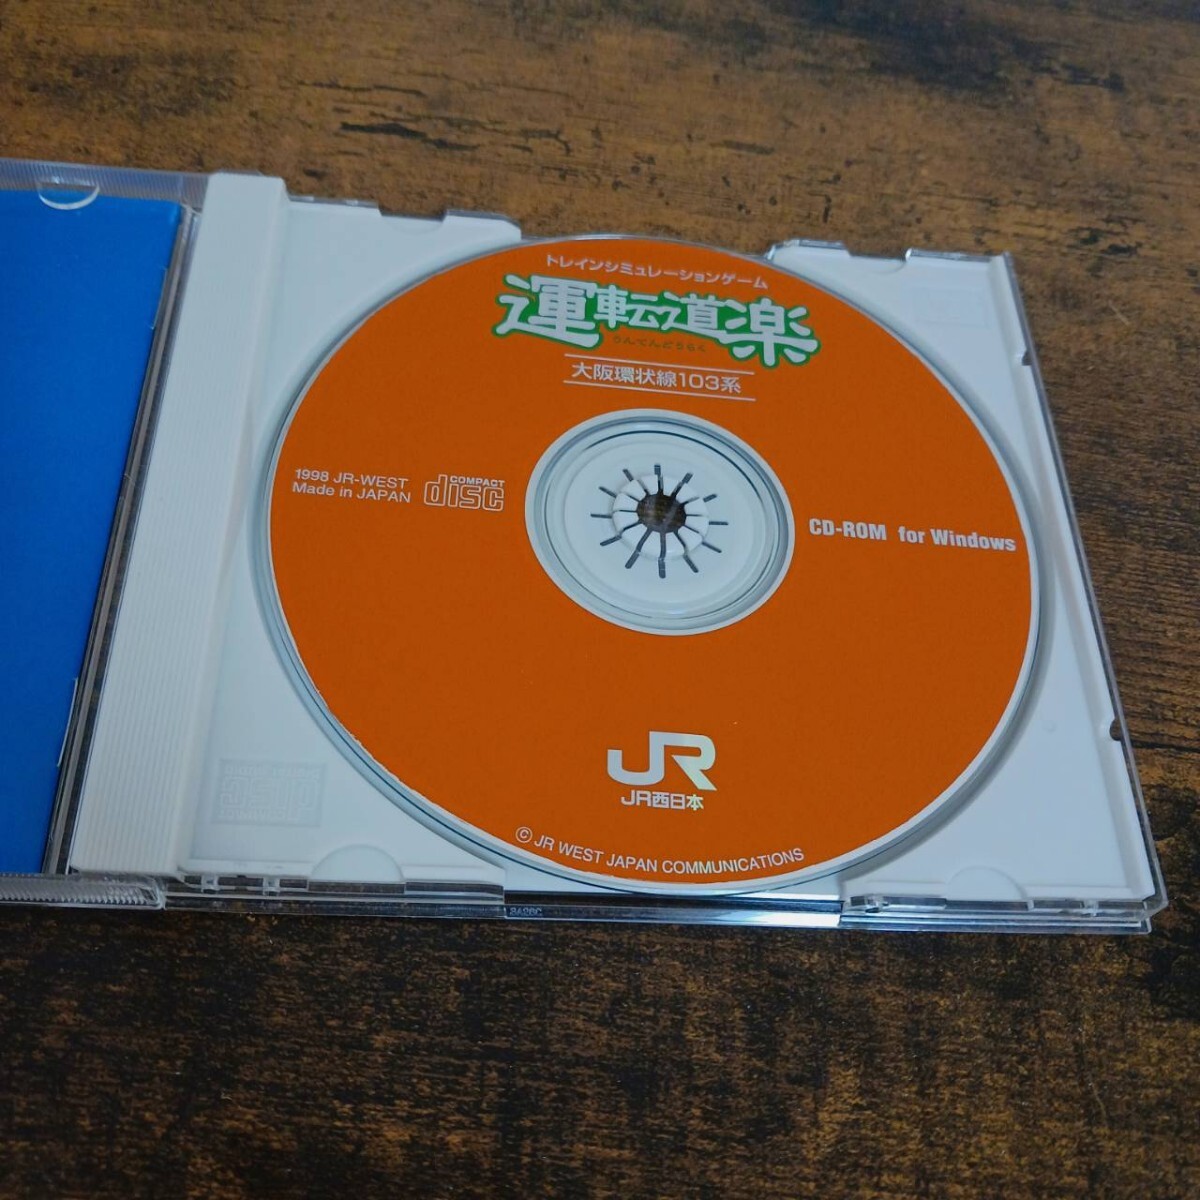 トレインシミュレーションゲーム
運転道楽
うんてんどうらく
大阪環状線103系
1998 JR-WEST
Made in JAPAN
COMPACT
disc
CD-ROM for Windows
JR
JR西日本
© JR WEST JAPAN COMMUNICATIONS